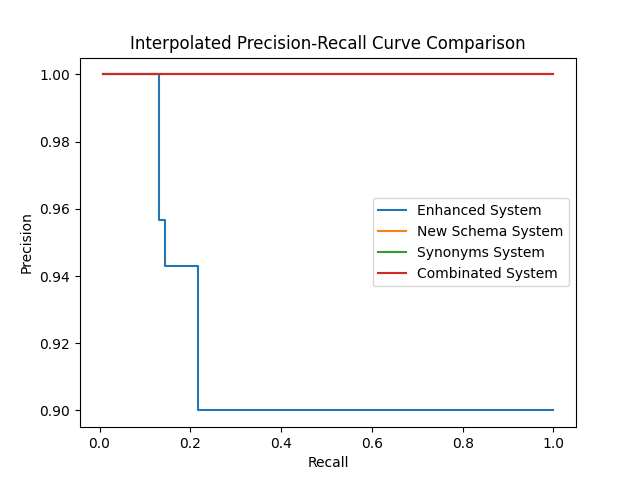 Interpolated Precision-Recall Curve Comparison
1.00
0.98
0.96
0.94
0.92
0.90
Precision
Enhanced System
New Schema System
Synonyms System
Combinated System
0.0 0.2 0.4 0.6 0.8 1.0
Recall